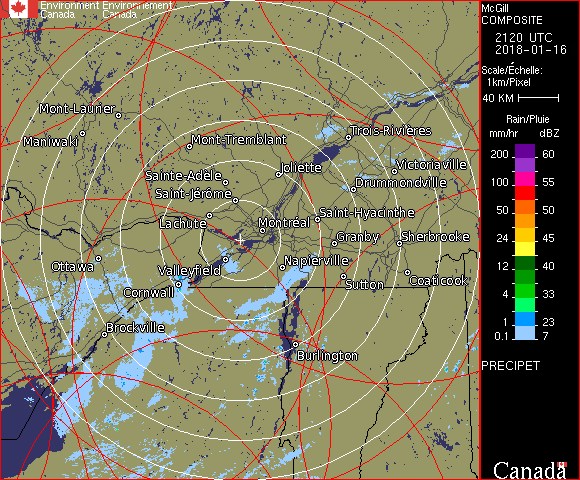 Environment Environnement
Canada Canada
McGill
COMPOSITE
2120 UTC
2018-01-16
Scale/Échelle:
1km/Pixel
40 KM
Rain/Pluie
mm/hr dBZ
200 60
100 55
50 50
24 45
12 40
4 33
1 23
0.1 7
PRECIPET
Canada
Mont-Laurier
Maniwaki
Mont-Tremblant
Trois-Rivières
Sainte-Adèle
Joliette
Victoriaville
Saint-Jérôme
Drummondville
Lachute
Montréal
Saint-Hyacinthe
Granby
Sherbrooke
Ottawa
Valleyfield
Napierville
Cornwall
Sutton
Coaticook
Brockville
Burlington